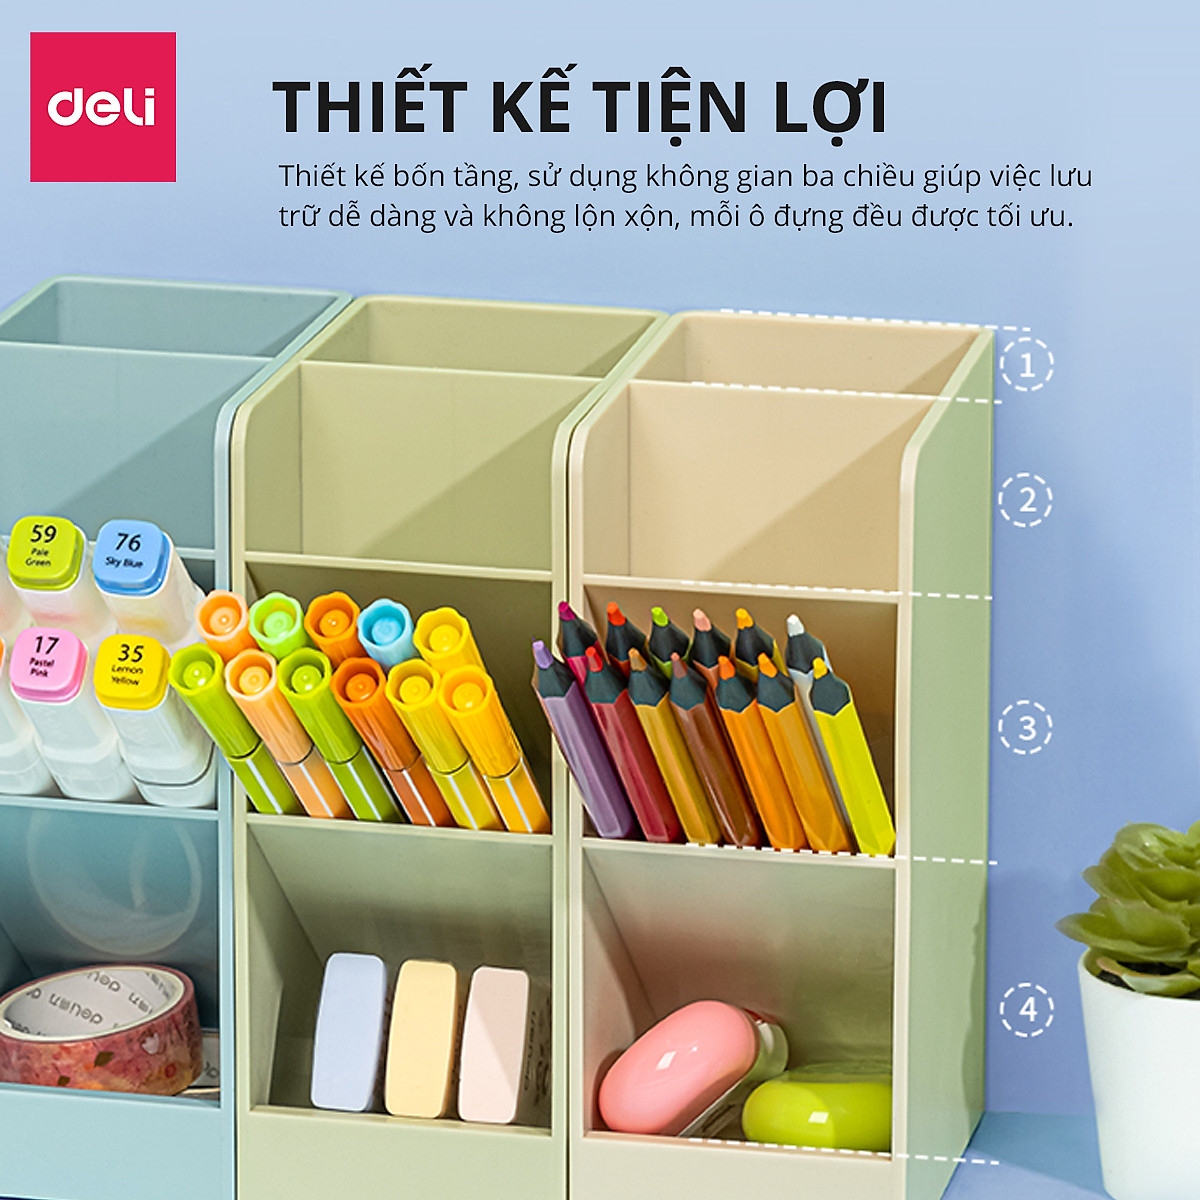 deli
THIẾT KẾ TIỆN LỢI
Thiết kế bốn tầng, sử dụng không gian ba chiều giúp việc lưu
trữ dễ dàng và không lộn xộn, mỗi ô đựng đều được tối ưu.
1
2
59
Pale
Green
76
Sky Blue
17
Pastel
Pink
35
Lemon
Yellow
3
deli
4